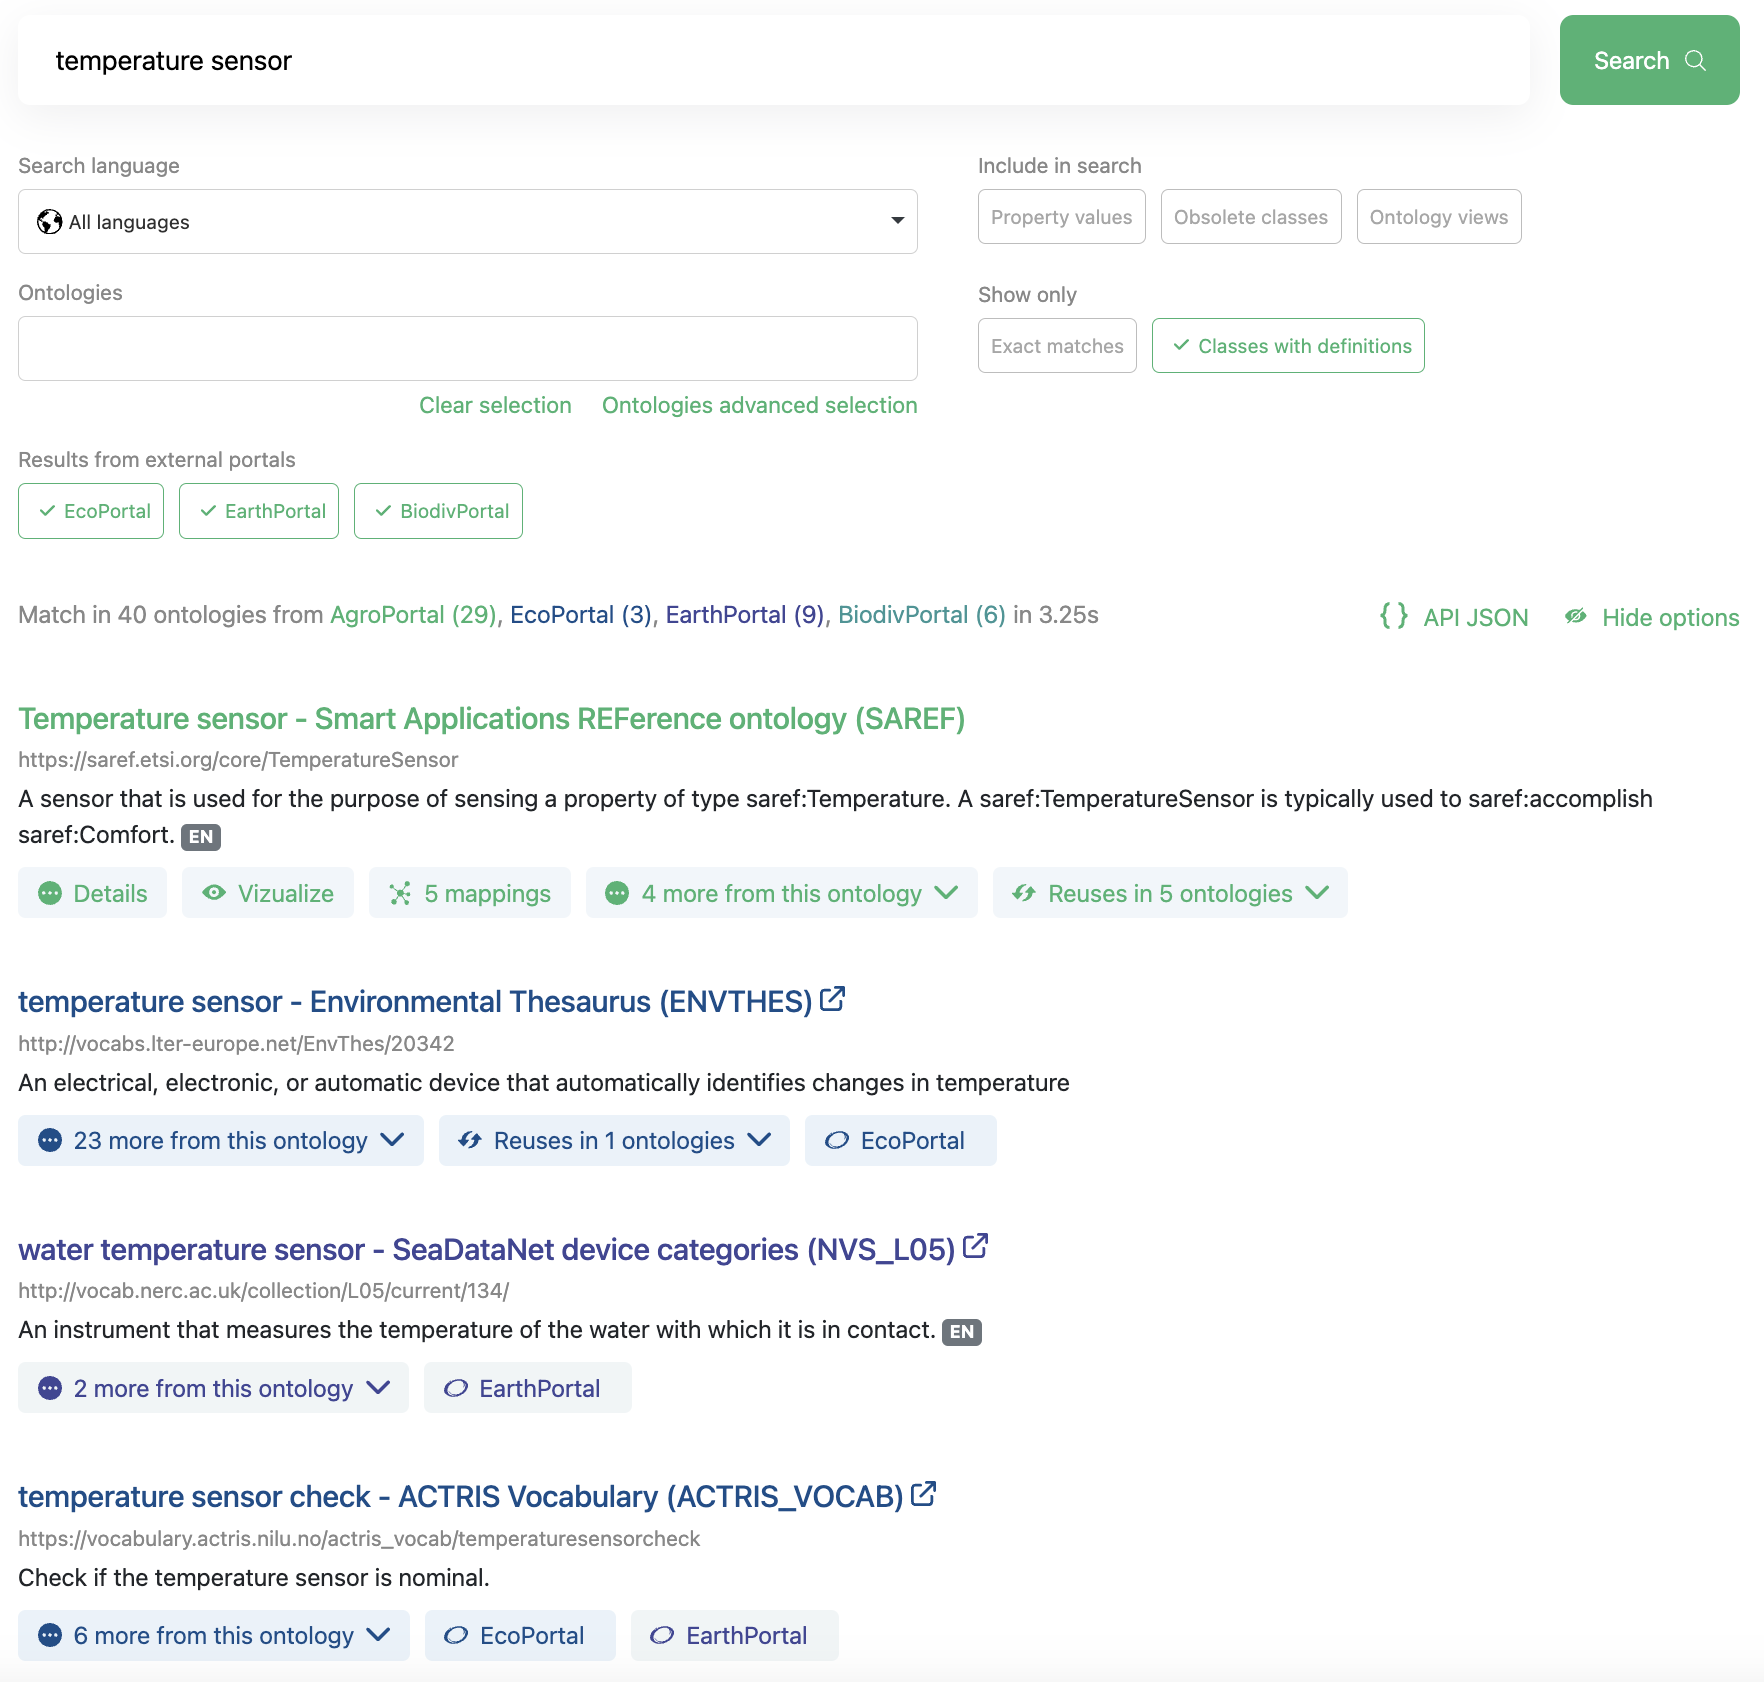 temperature sensor
Search
Search language
All languages
Include in search
Property values
Obsolete classes
Ontology views
Ontologies
Clear selection
Ontologies advanced selection
Show only
Exact matches
Classes with definitions
Results from external portals
EcoPortal
EarthPortal
BiodivPortal
Match in 40 ontologies from AgroPortal (29), EcoPortal (3), EarthPortal (9), BiodivPortal (6) in 3.25s
{ } API JSON
Hide options
Temperature sensor - Smart Applications REFerence ontology (SAREF)
https://saref.etsi.org/core/TemperatureSensor
A sensor that is used for the purpose of sensing a property of type saref:Temperature. A saref:TemperatureSensor is typically used to saref:accomplish
saref:Comfort. EN
Details
Vizualize
5 mappings
4 more from this ontology
Reuses in 5 ontologies
temperature sensor - Environmental Thesaurus (ENVTHES)
http://vocabs.lter-europe.net/EnvThes/20342
An electrical, electronic, or automatic device that automatically identifies changes in temperature
23 more from this ontology
Reuses in 1 ontologies
EcoPortal
water temperature sensor - SeaDataNet device categories (NVS_L05)
http://vocab.nerc.ac.uk/collection/L05/current/134/
An instrument that measures the temperature of the water with which it is in contact. EN
2 more from this ontology
EarthPortal
temperature sensor check - ACTRIS Vocabulary (ACTRIS_VOCAB)
https://vocabulary.actris.nilu.no/actris_vocab/temperaturesensorcheck
Check if the temperature sensor is nominal.
6 more from this ontology
EcoPortal
EarthPortal